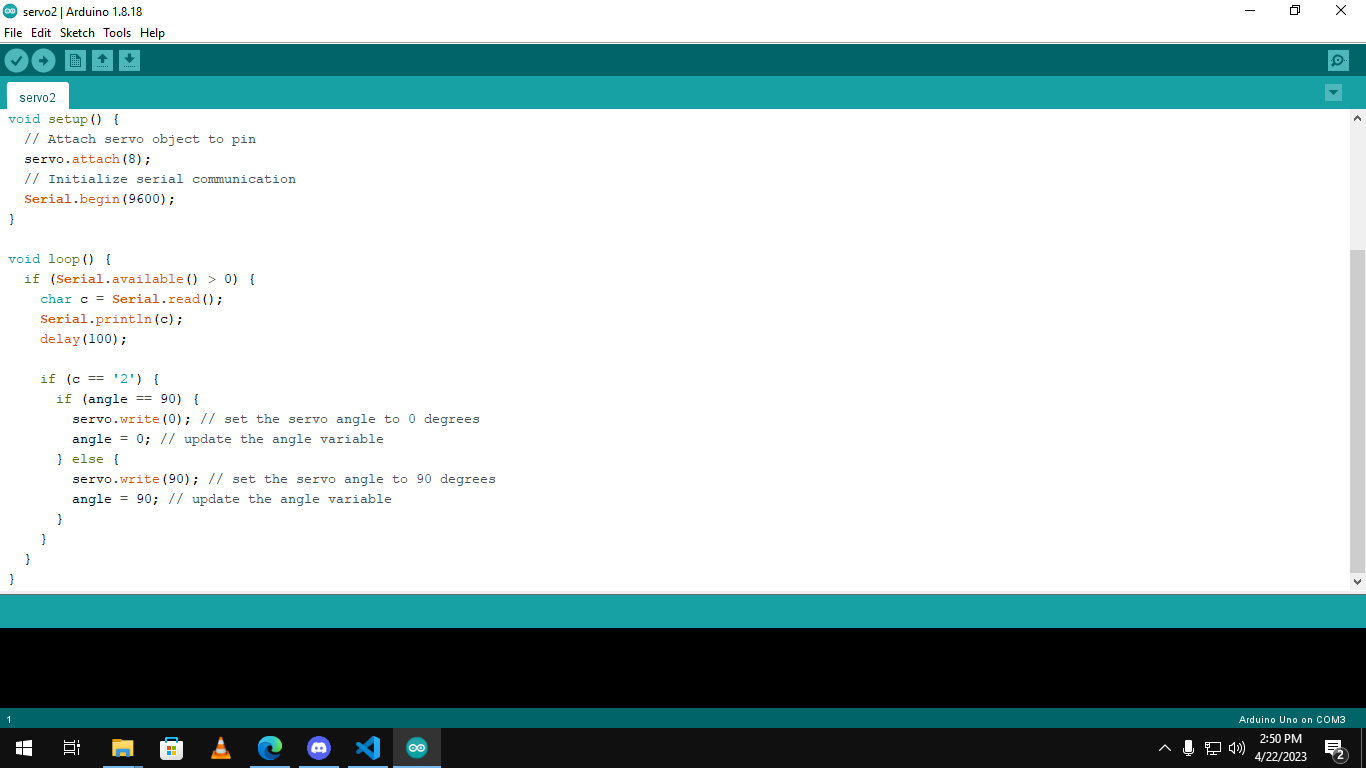 servo2 | Arduino 1.8.18
File Edit Sketch Tools Help
servo2
void setup() {
  // Attach servo object to pin
  servo.attach(8);
  // Initialize serial communication
  Serial.begin(9600);
}

void loop() {
  if (Serial.available() > 0) {
    char c = Serial.read();
    Serial.println(c);
    delay(100);

    if (c == '2') {
      if (angle == 90) {
        servo.write(0); // set the servo angle to 0 degrees
        angle = 0; // update the angle variable
      } else {
        servo.write(90); // set the servo angle to 90 degrees
        angle = 90; // update the angle variable
      }
    }
  }
}
1
Arduino Uno on COM3
2:50 PM
4/22/2023
2